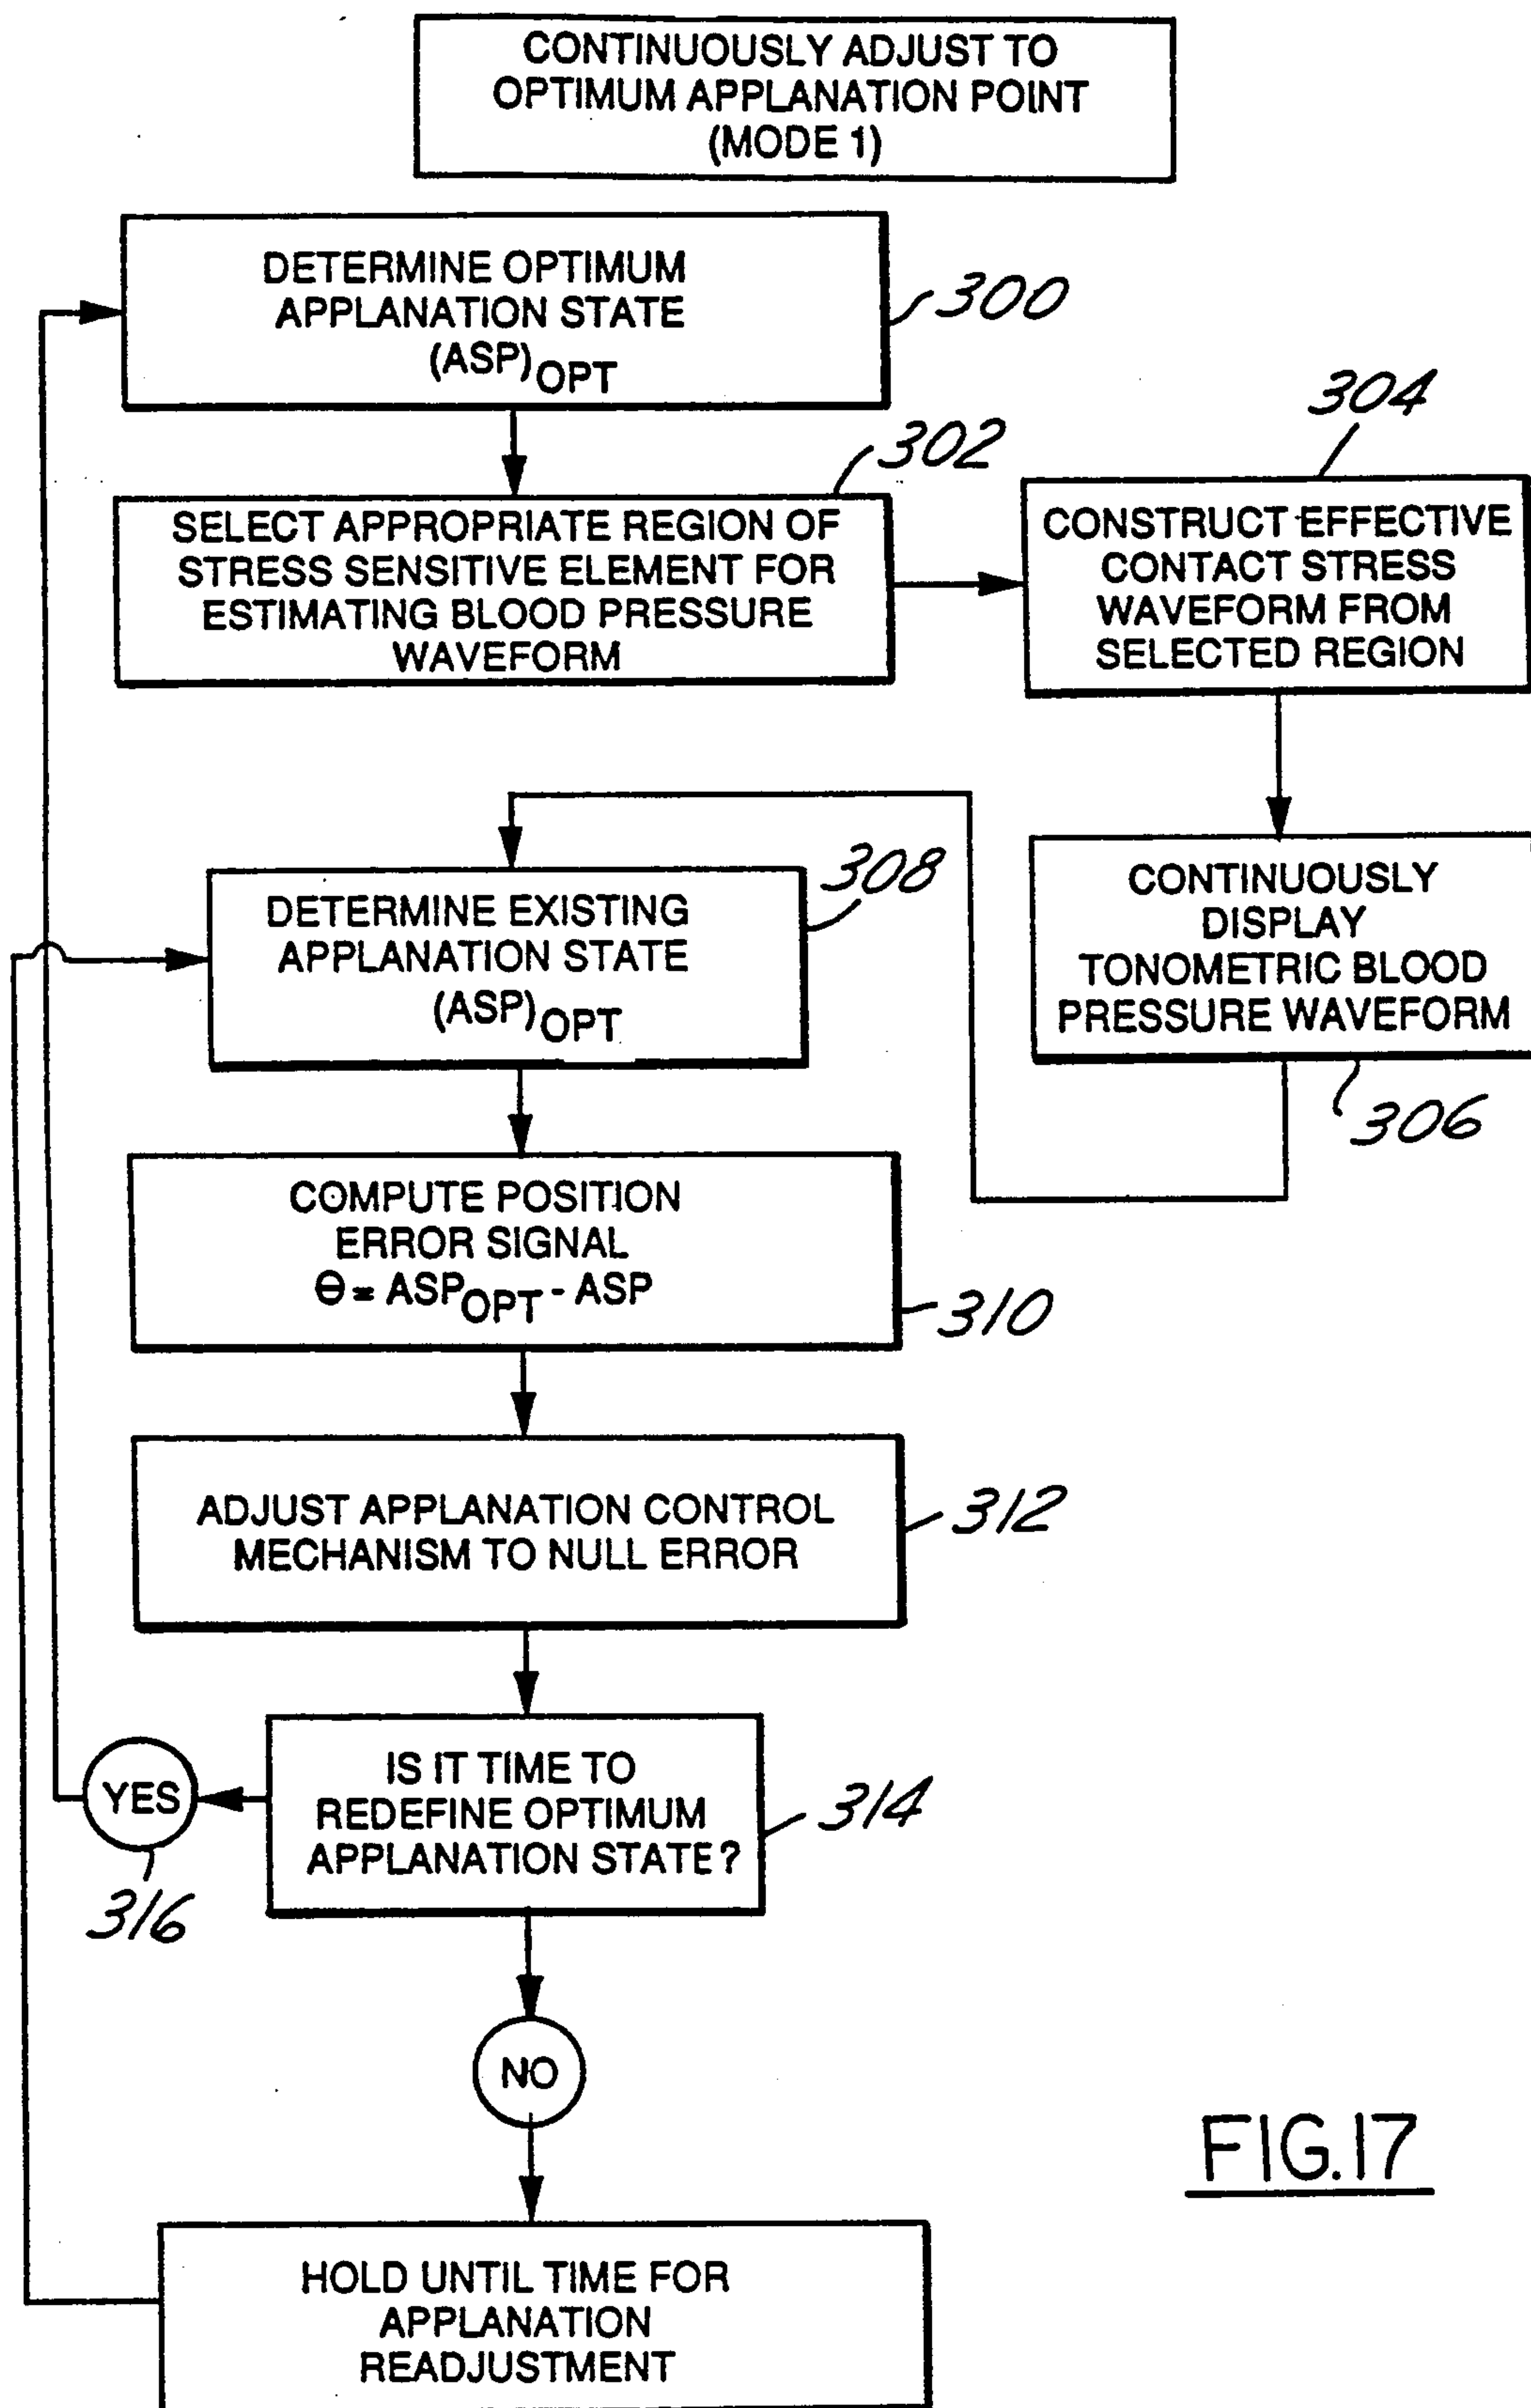 CONTINUOUSLY ADJUST TO
OPTIMUM APPLANATION POINT
(MODE 1)
DETERMINE OPTIMUM
APPLANATION STATE
(ASP)OPT
300
302
SELECT APPROPRIATE REGION OF
STRESS SENSITIVE ELEMENT FOR
ESTIMATING BLOOD PRESSURE
WAVEFORM
304
CONSTRUCT EFFECTIVE
CONTACT STRESS
WAVEFORM FROM
SELECTED REGION
CONTINUOUSLY
DISPLAY
TONOMETRIC BLOOD
PRESSURE WAVEFORM
306
308
DETERMINE EXISTING
APPLANATION STATE
(ASP)OPT
COMPUTE POSITION
ERROR SIGNAL
Θ = ASPOPT - ASP
310
ADJUST APPLANATION CONTROL
MECHANISM TO NULL ERROR
312
IS IT TIME TO
REDEFINE OPTIMUM
APPLANATION STATE?
314
YES
316
NO
HOLD UNTIL TIME FOR
APPLANATION
READJUSTMENT
FIG.17